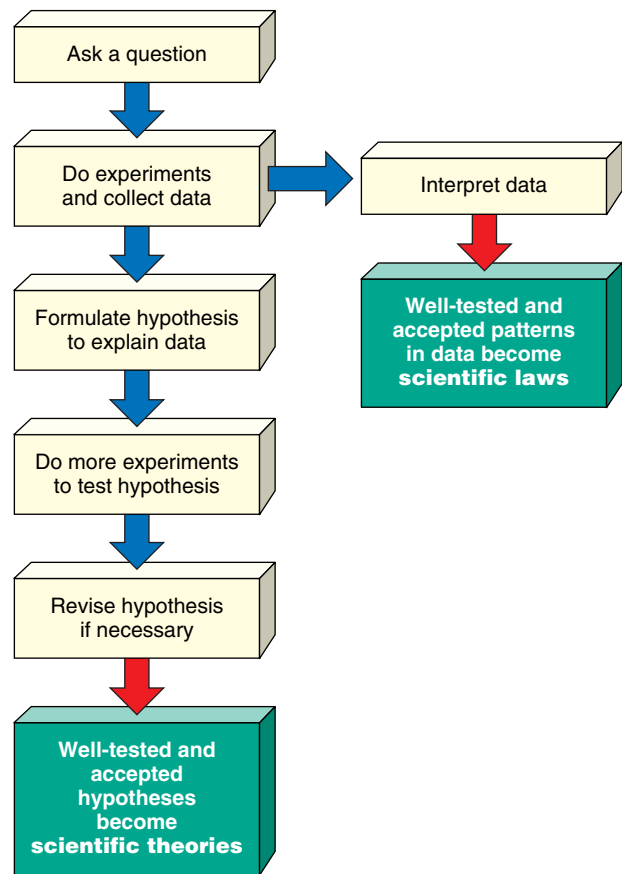 Ask a question
Do experiments
and collect data
Interpret data
Formulate hypothesis
to explain data
Well-tested and
accepted patterns
in data become
scientific laws
Do more experiments
to test hypothesis
Revise hypothesis
if necessary
Well-tested and
accepted
hypotheses
become
scientific theories